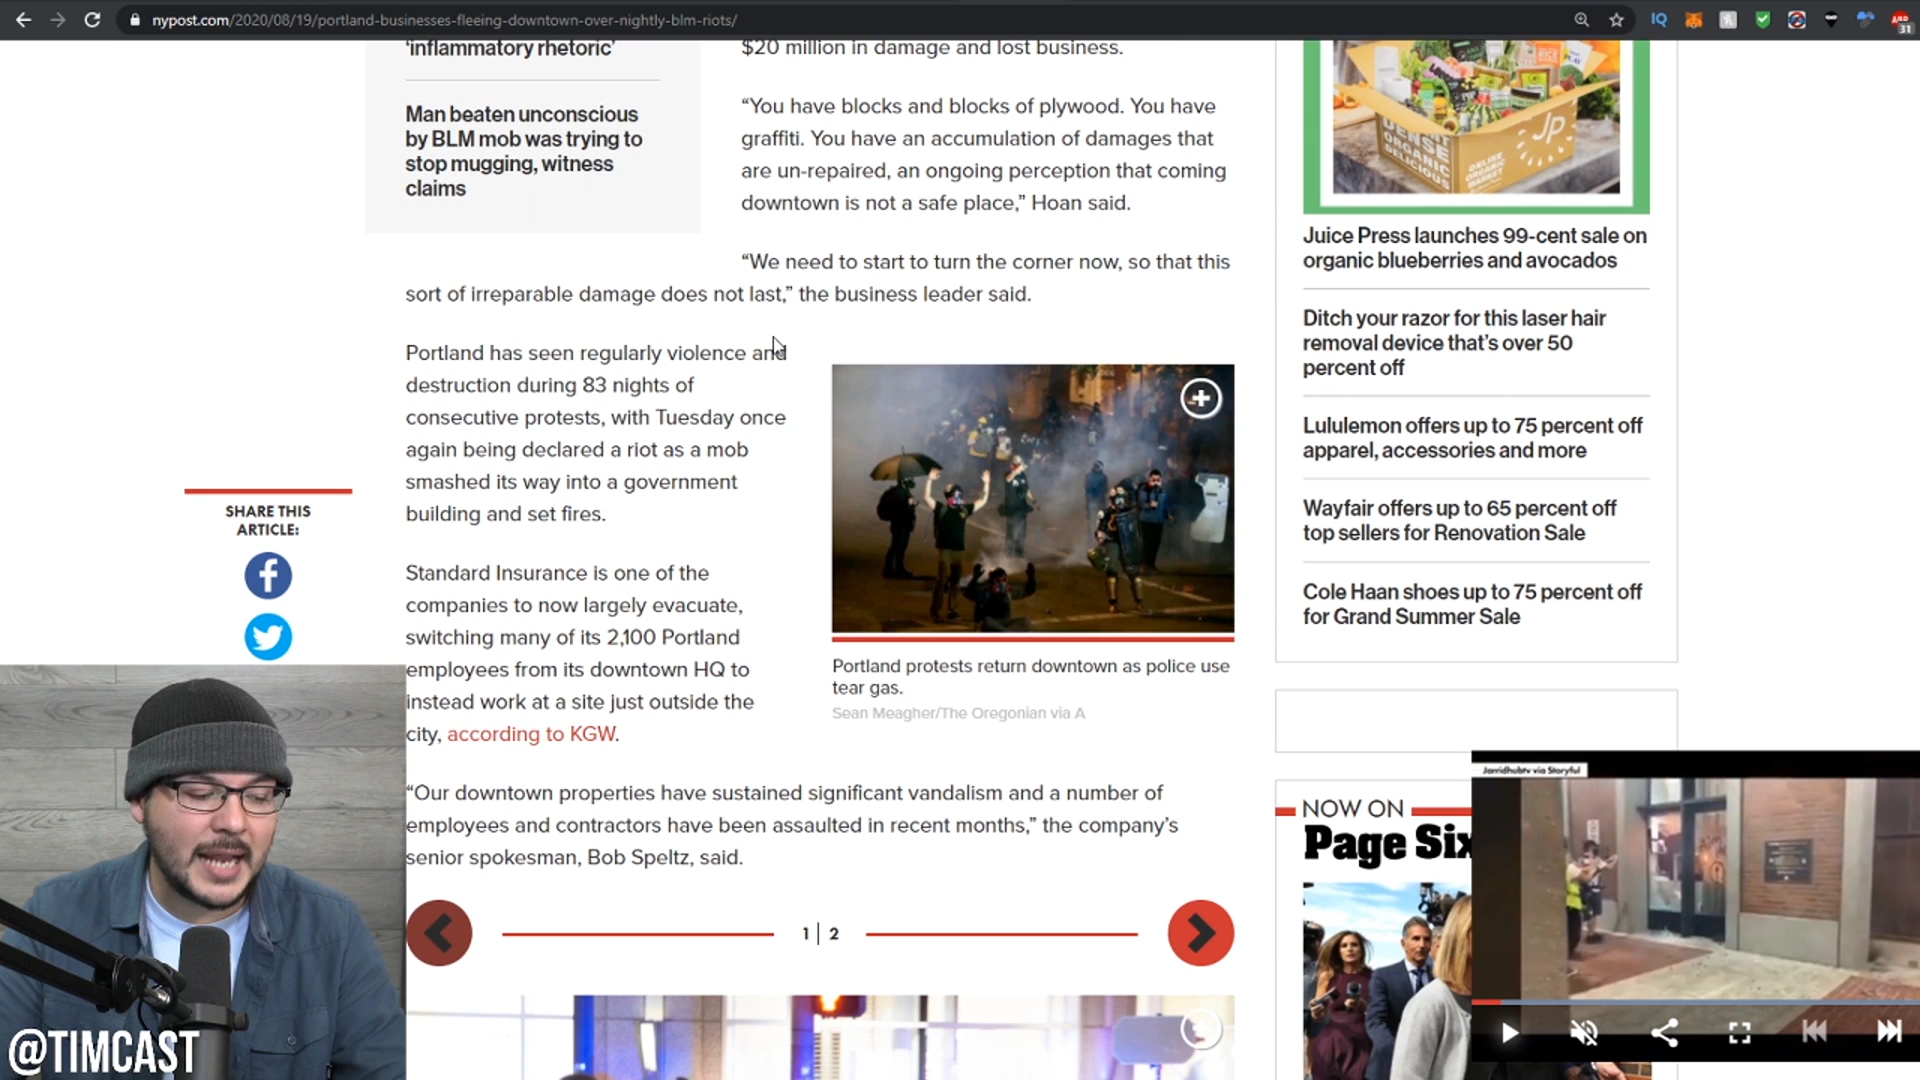 nypost.com/2020/08/19/portland-businesses-fleeing-downtown-over-nightly-blm-riots/
31
'inflammatory rhetoric'
Man beaten unconscious
by BLM mob was trying to
stop mugging, witness
claims
$20 million in damage and lost business.
“You have blocks and blocks of plywood. You have
graffiti. You have an accumulation of damages that
are un-repaired, an ongoing perception that coming
downtown is not a safe place,” Hoan said.
“We need to start to turn the corner now, so that this
sort of irreparable damage does not last,” the business leader said.
Portland has seen regularly violence and
destruction during 83 nights of
consecutive protests, with Tuesday once
again being declared a riot as a mob
smashed its way into a government
building and set fires.
Standard Insurance is one of the
companies to now largely evacuate,
switching many of its 2,100 Portland
employees from its downtown HQ to
instead work at a site just outside the
city, according to KGW.
“Our downtown properties have sustained significant vandalism and a number of
employees and contractors have been assaulted in recent months,” the company's
senior spokesman, Bob Speltz, said.
1 | 2
Portland protests return downtown as police use
tear gas.
Sean Meagher/The Oregonian via A
SHARE THIS
ARTICLE:
DENSE
ORGANIC
DELICIOUS
JP
ONLINE
ORGANIC
MARKET
Juice Press launches 99-cent sale on
organic blueberries and avocados
Ditch your razor for this laser hair
removal device that's over 50
percent off
Lululemon offers up to 75 percent off
apparel, accessories and more
Wayfair offers up to 65 percent off
top sellers for Renovation Sale
Cole Haan shoes up to 75 percent off
for Grand Summer Sale
NOW ON
Page Six
Jarridhubtv via Storyful
@TIMCAST